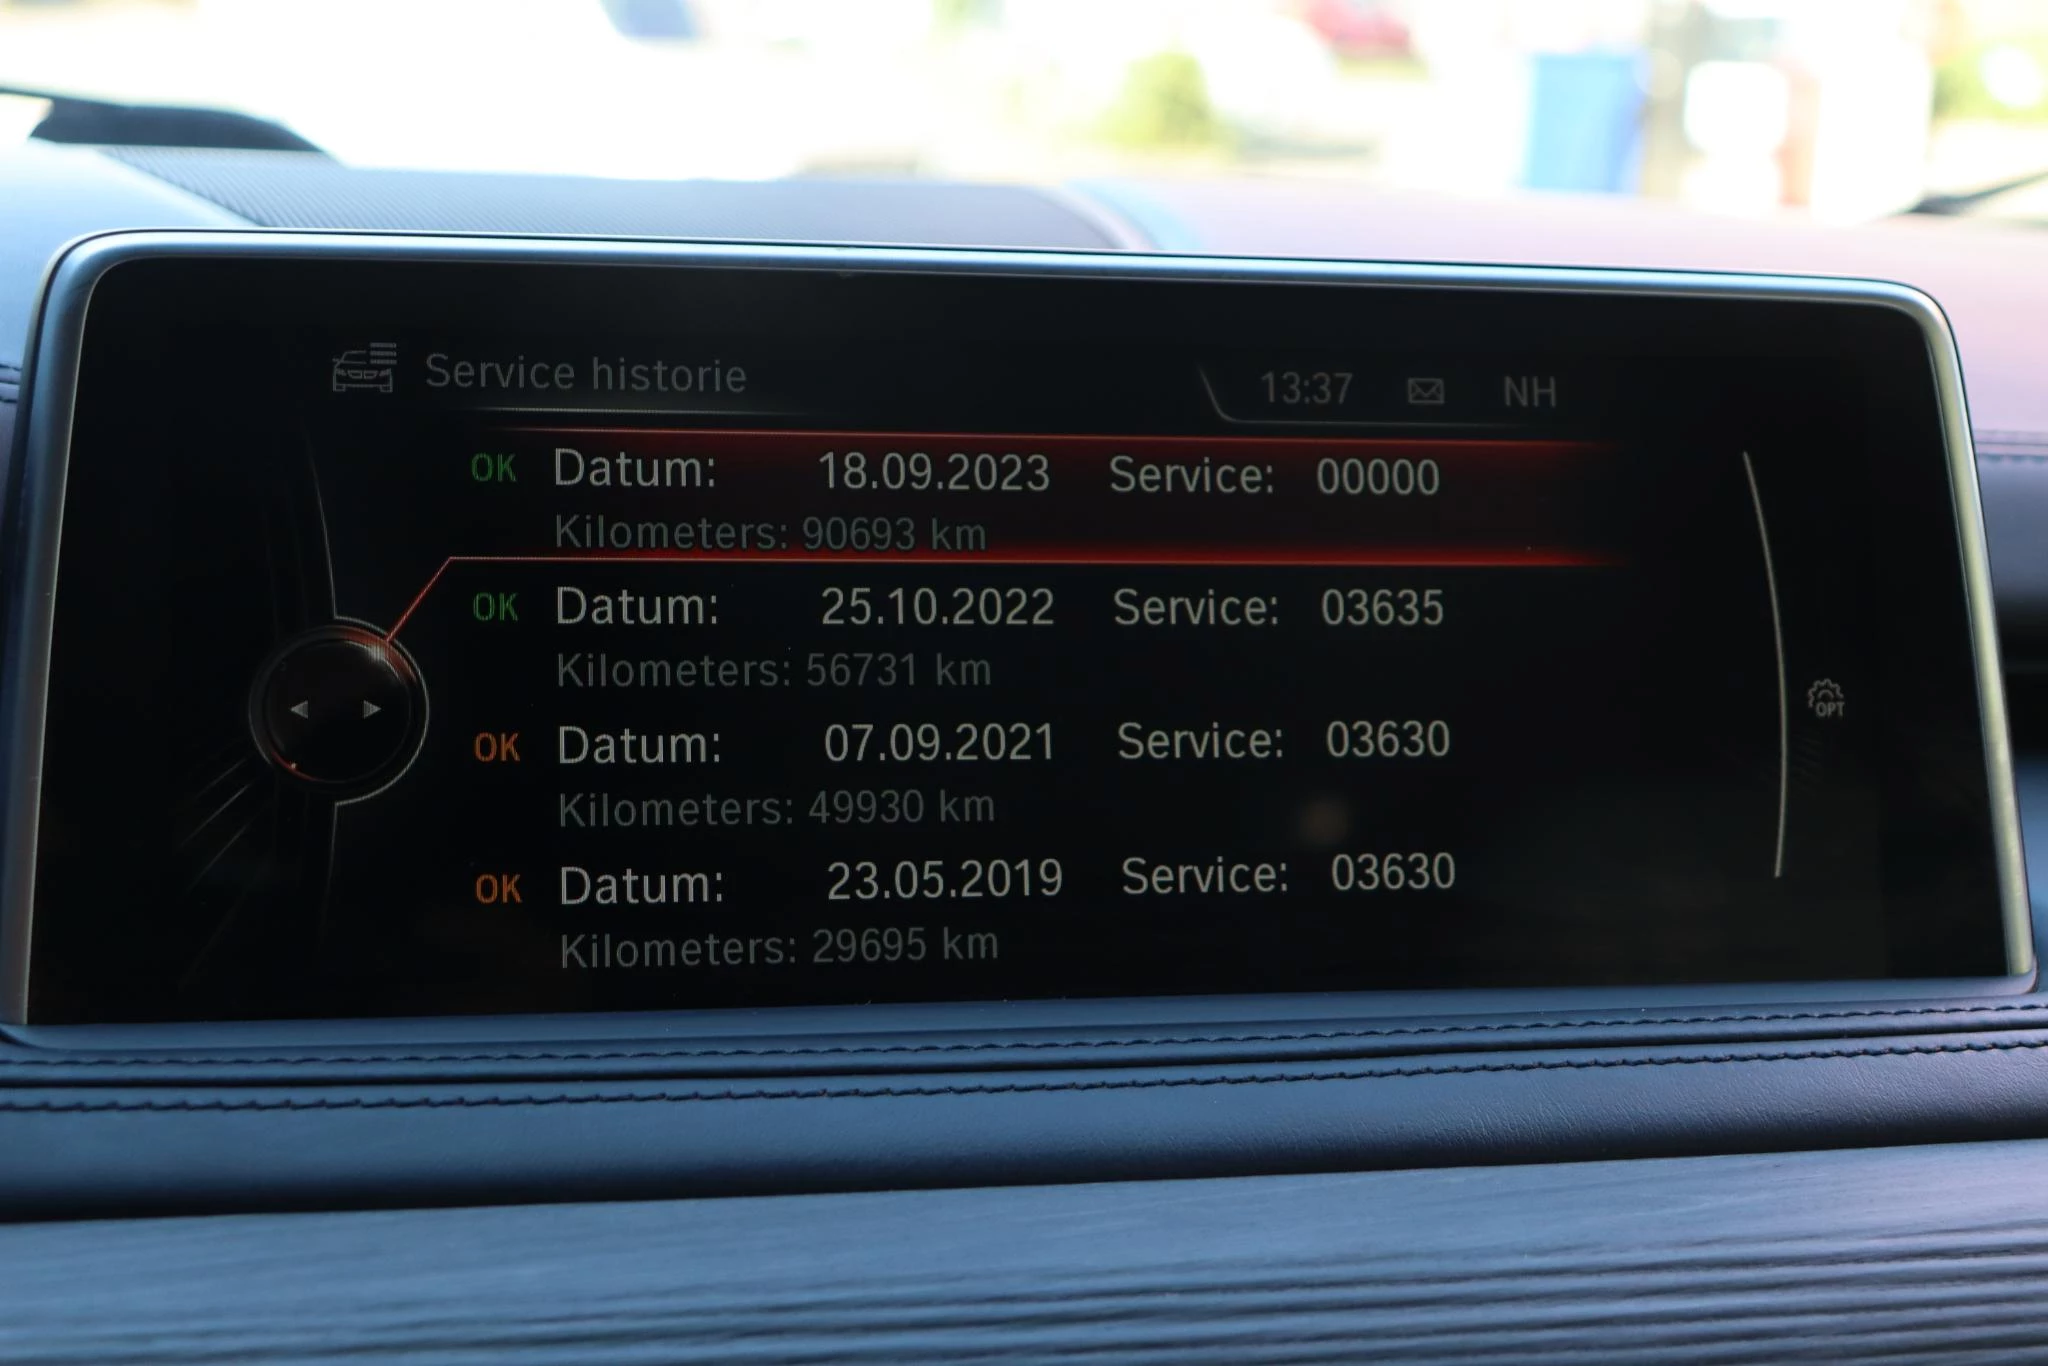 Service historie
13:37 NH
OK Datum: 18.09.2023 Service: 00000
Kilometers: 90693 km
OK Datum: 25.10.2022 Service: 03635
Kilometers: 56731 km
OK Datum: 07.09.2021 Service: 03630
Kilometers: 49930 km
OPT
OK Datum: 23.05.2019 Service: 03630
Kilometers: 29695 km